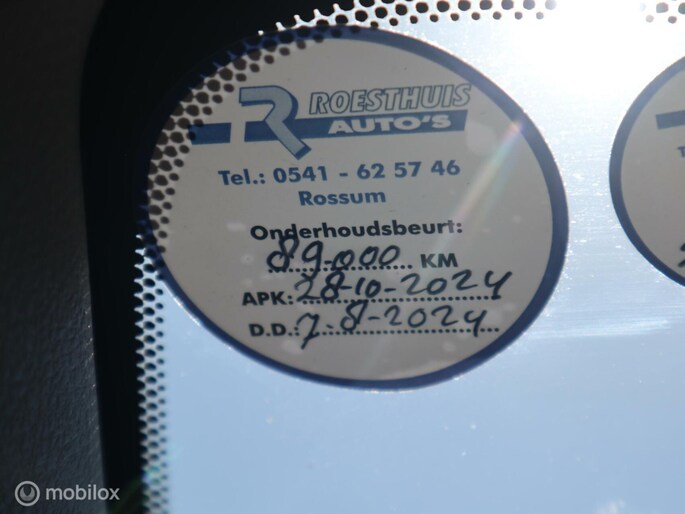 R ROESTHUIS
AUTO'S
Tel.: 0541 - 62 57 46
Rossum
Onderhoudsbeurt:
89.000 KM
APK: 28-10-2024
D.D.: 7-8-2024
mobilox